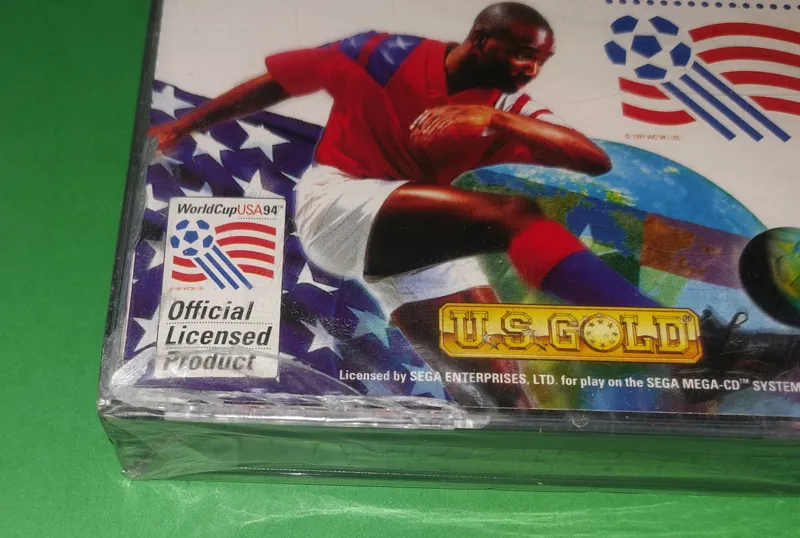 WorldCupUSA94™
Official
Licensed
Product
U.S. GOLD®
Licensed by SEGA ENTERPRISES, LTD. for play on the SEGA MEGA-CD™ SYSTEM